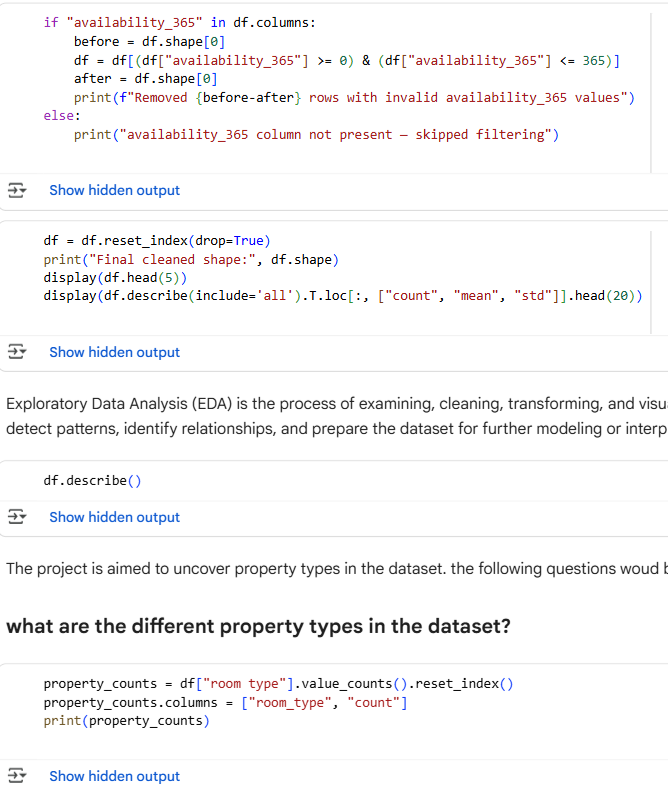 if "availability_365" in df.columns:
    before = df.shape[0]
    df = df[(df["availability_365"] >= 0) & (df["availability_365"] <= 365)]
    after = df.shape[0]
    print(f"Removed {before-after} rows with invalid availability_365 values")
else:
    print("availability_365 column not present — skipped filtering")
Show hidden output
df = df.reset_index(drop=True)
print("Final cleaned shape:", df.shape)
display(df.head(5))
display(df.describe(include='all').T.loc[:, ["count", "mean", "std"]].head(20))
Show hidden output
Exploratory Data Analysis (EDA) is the process of examining, cleaning, transforming, and
detect patterns, identify relationships, and prepare the dataset for further modeling or
df.describe()
Show hidden output
The project is aimed to uncover property types in the dataset. the following questions woud
what are the different property types in the dataset?
property_counts = df["room type"].value_counts().reset_index()
property_counts.columns = ["room_type", "count"]
print(property_counts)
Show hidden output